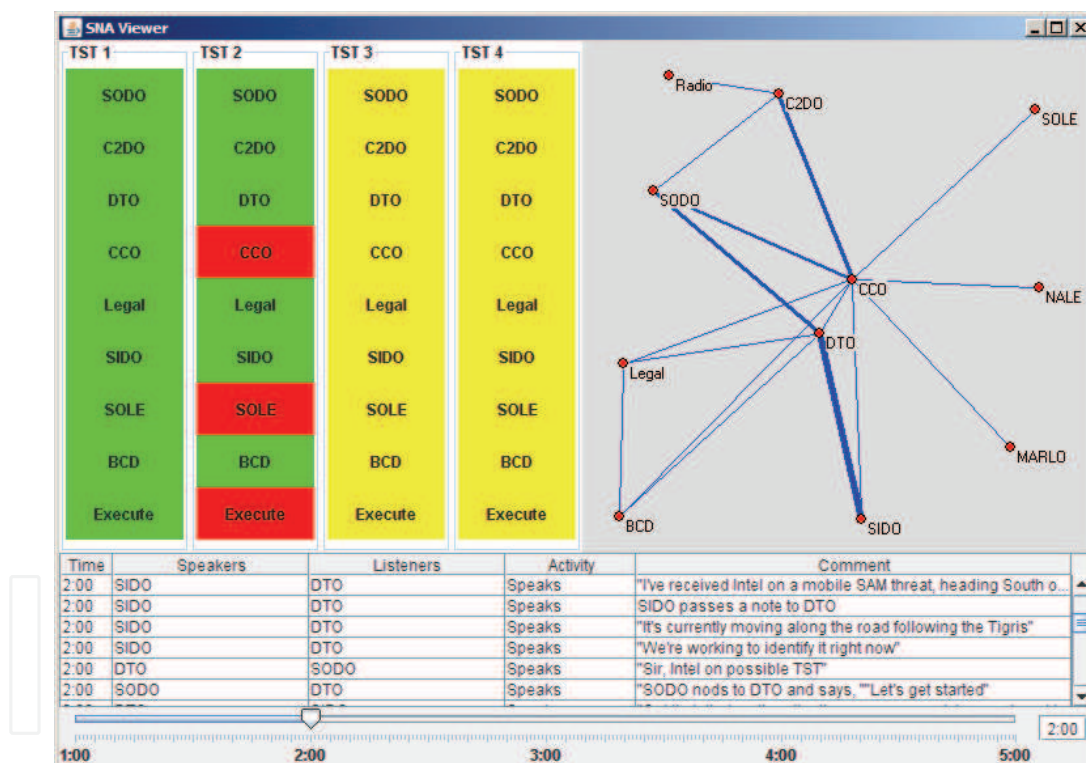 SNA Viewer
TST 1 TST 2 TST 3 TST 4
SODO SODO SODO SODO
C2DO C2DO C2DO C2DO
DTO DTO DTO DTO
CCO CCO CCO CCO
Legal Legal Legal Legal
SIDO SIDO SIDO SIDO
SOLE SOLE SOLE SOLE
BCD BCD BCD BCD
Execute Execute Execute Execute
Radio
C2DO
SOLE
SODO
CCO
NALE
DTO
Legal
MARLO
BCD
SIDO
Time Speakers Listeners Activity Comment
2:00 SIDO DTO Speaks "I've received Intel on a mobile SAM threat, heading South o...
2:00 SIDO DTO Speaks SIDO passes a note to DTO
2:00 SIDO DTO Speaks "It's currently moving along the road following the Tigris"
2:00 SIDO DTO Speaks "We're working to identify it right now"
2:00 DTO SODO Speaks "Sir, Intel on possible TST"
2:00 SODO DTO Speaks "SODO nods to DTO and says, ""Let's get started"
2:00
1:00 2:00 3:00 4:00 5:00